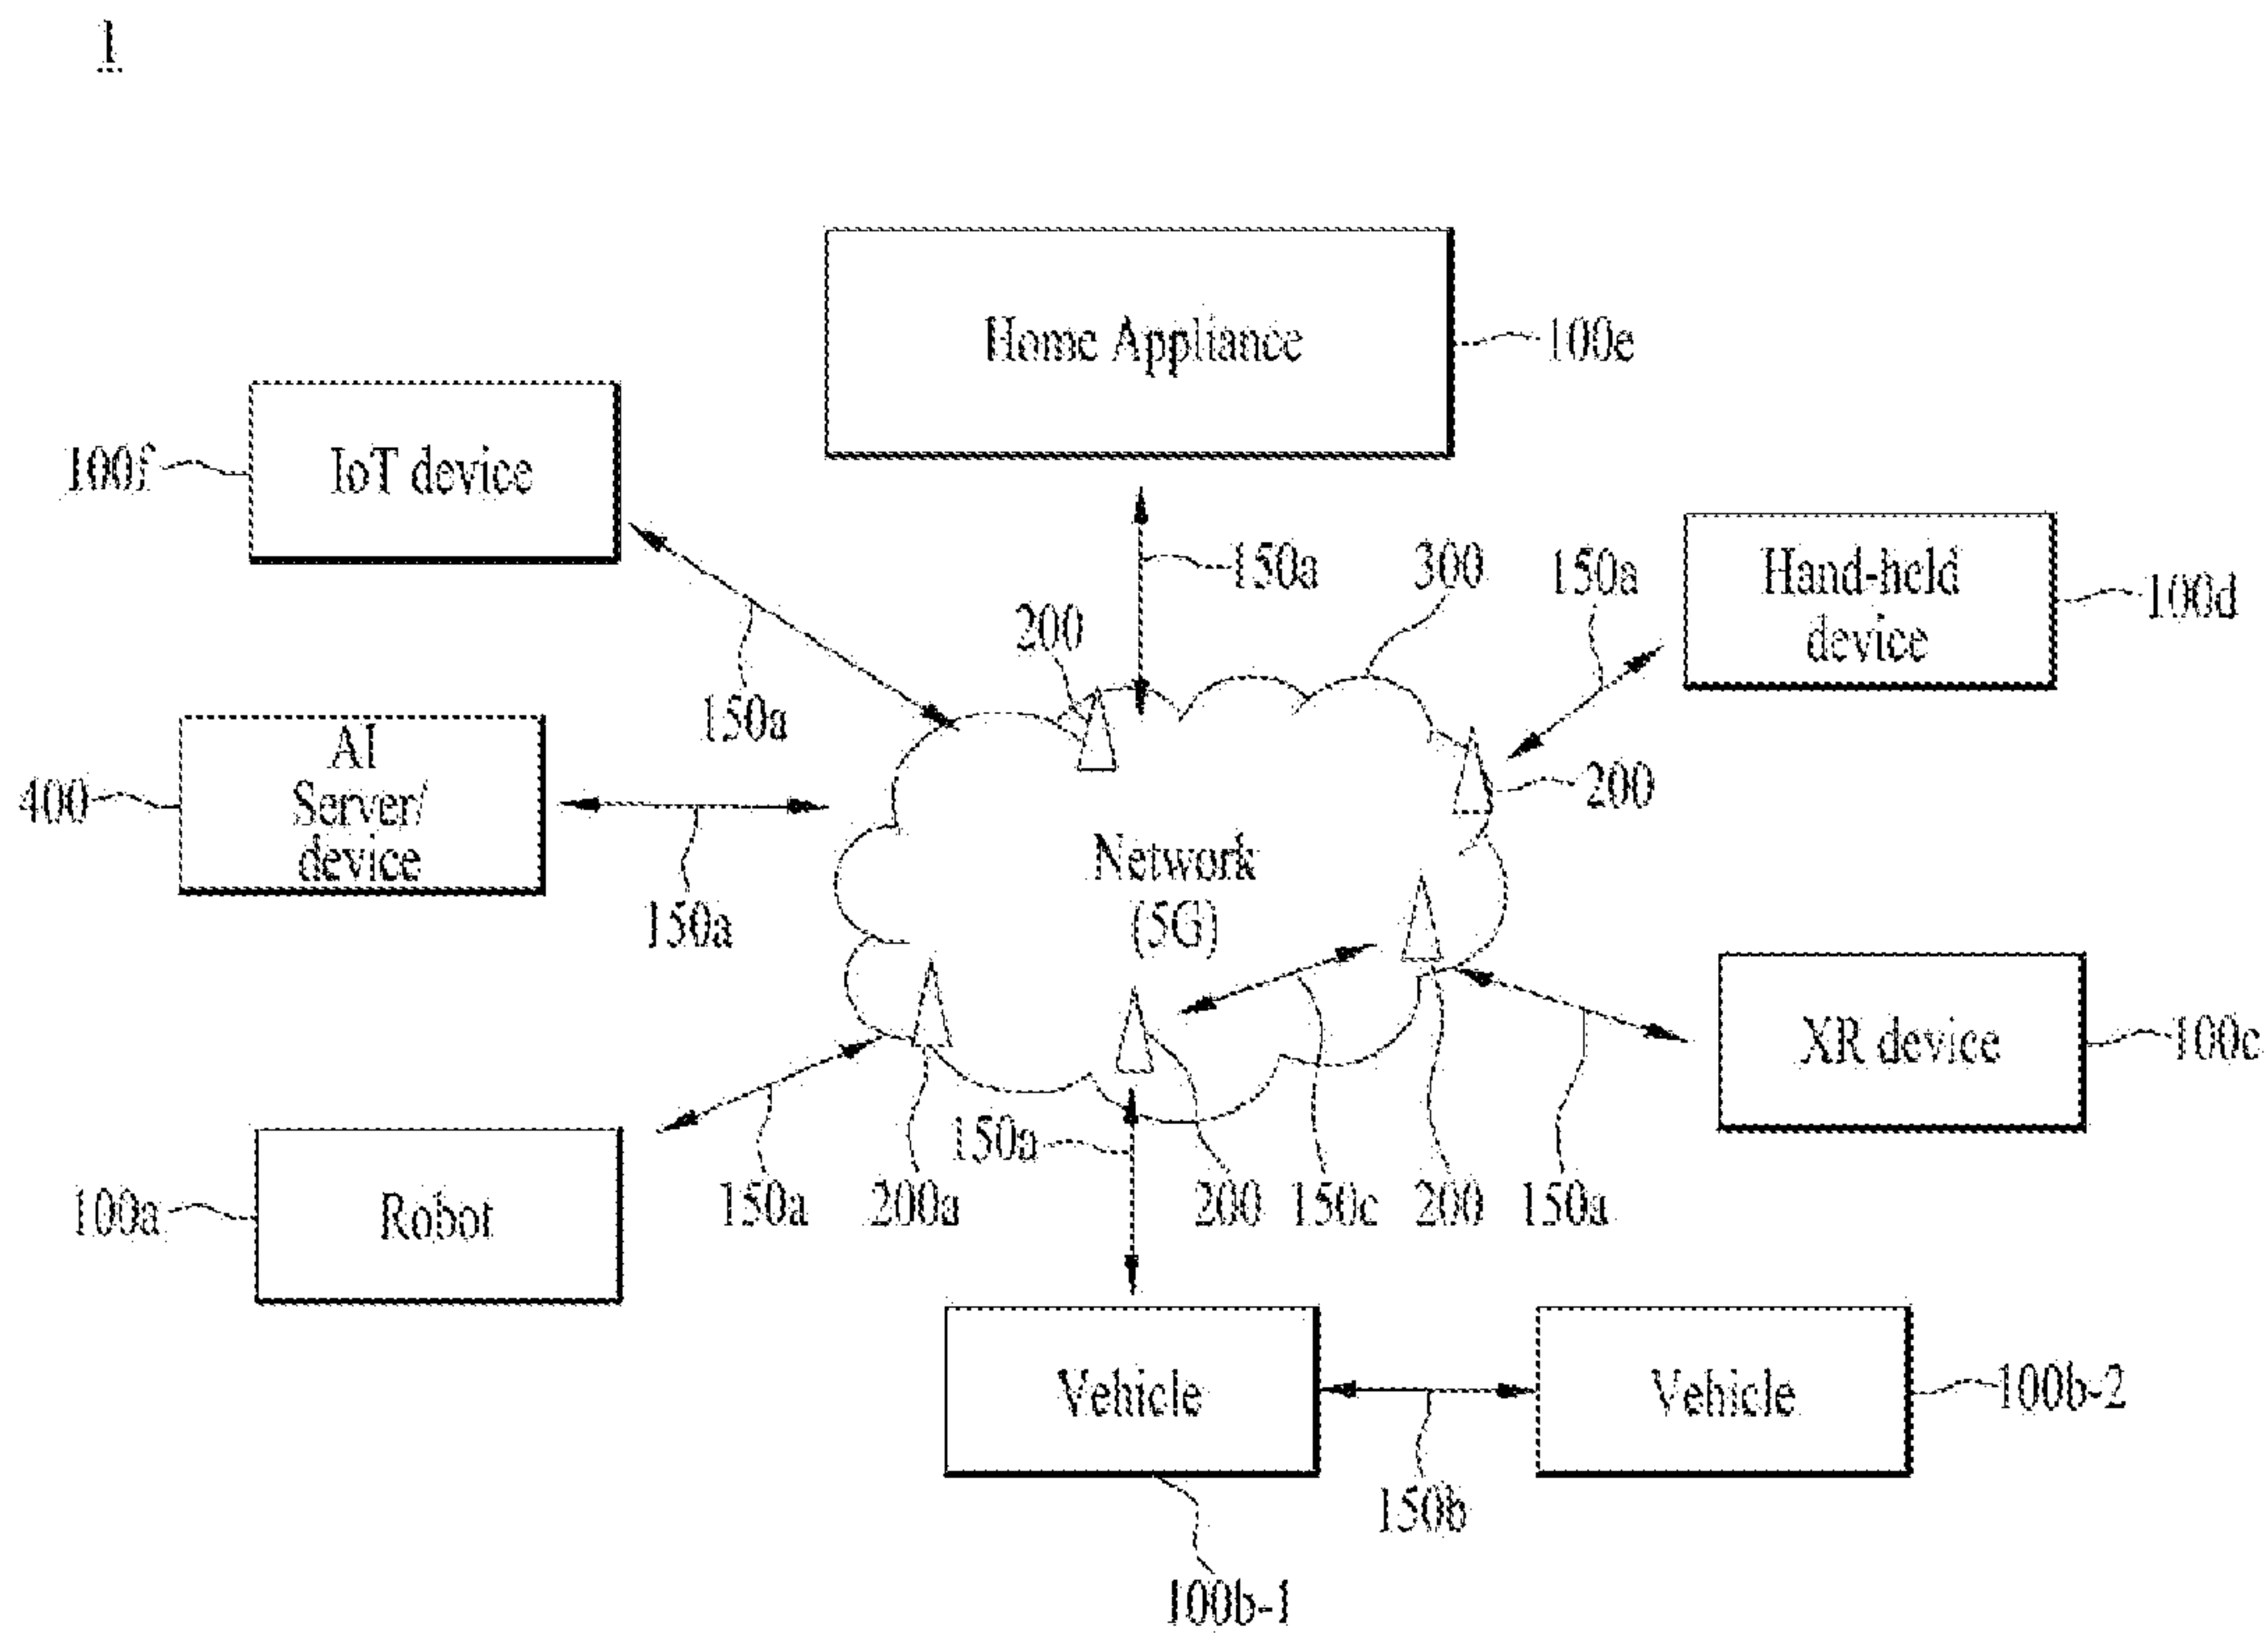 1
Home Appliance
100e
100f
IoT device
150a
300
150a
Hand-held
device
100d
200
150a
AI
Server/
device
400
200
Network
(5G)
150a
XR device
100c
150a
100a
Robot
150a
200a
200
150c
200
150a
Vehicle
Vehicle
100b-2
150b
100b-1